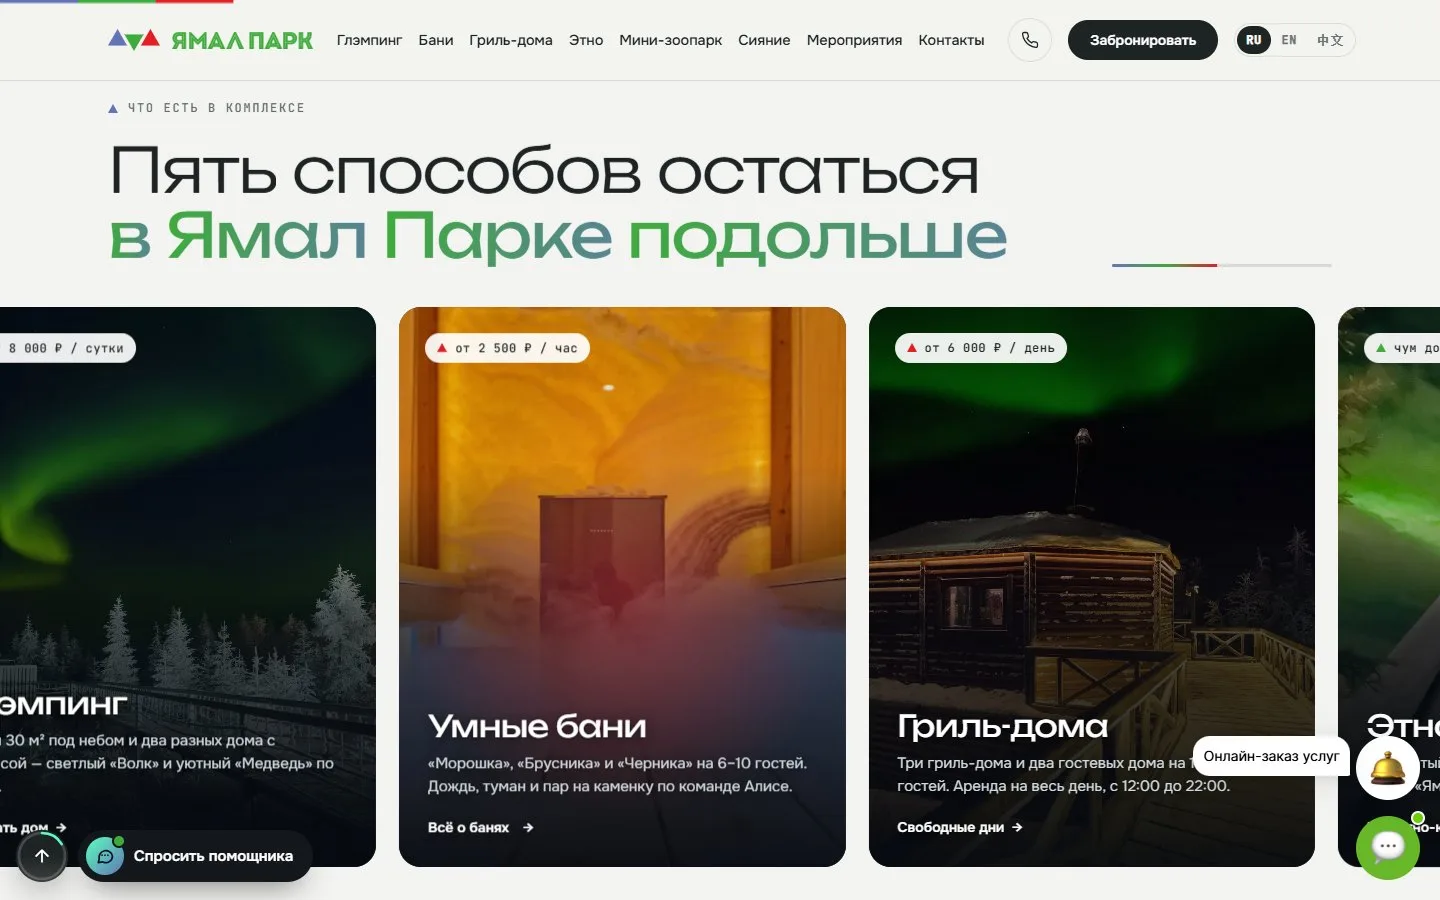 ЯМАЛ ПАРК
Глэмпинг
Бани
Гриль-дома
Этно
Мини-зоопарк
Сияние
Мероприятия
Контакты
Забронировать
RU
EN
中文
ЧТО ЕСТЬ В КОМПЛЕКСЕ
Пять способов остаться
в Ямал Парке подольше
8 000 ₽ / сутки
30 м² под небом и два разных дома с
светлый «Волк» и уютный «Медведь» по
дом →
от 2 500 ₽ / час
Умные бани
«Морошка», «Брусника» и «Черника» на 6–10 гостей.
Дождь, туман и пар на каменку по команде Алисе.
Всё о банях →
от 6 000 ₽ / день
Гриль-дома
Три гриль-дома и два гостевых дома на
гостей. Аренда на весь день, с 12:00 до 22:00.
Свободные дни →
чум
Спросить помощника
Онлайн-заказ услуг